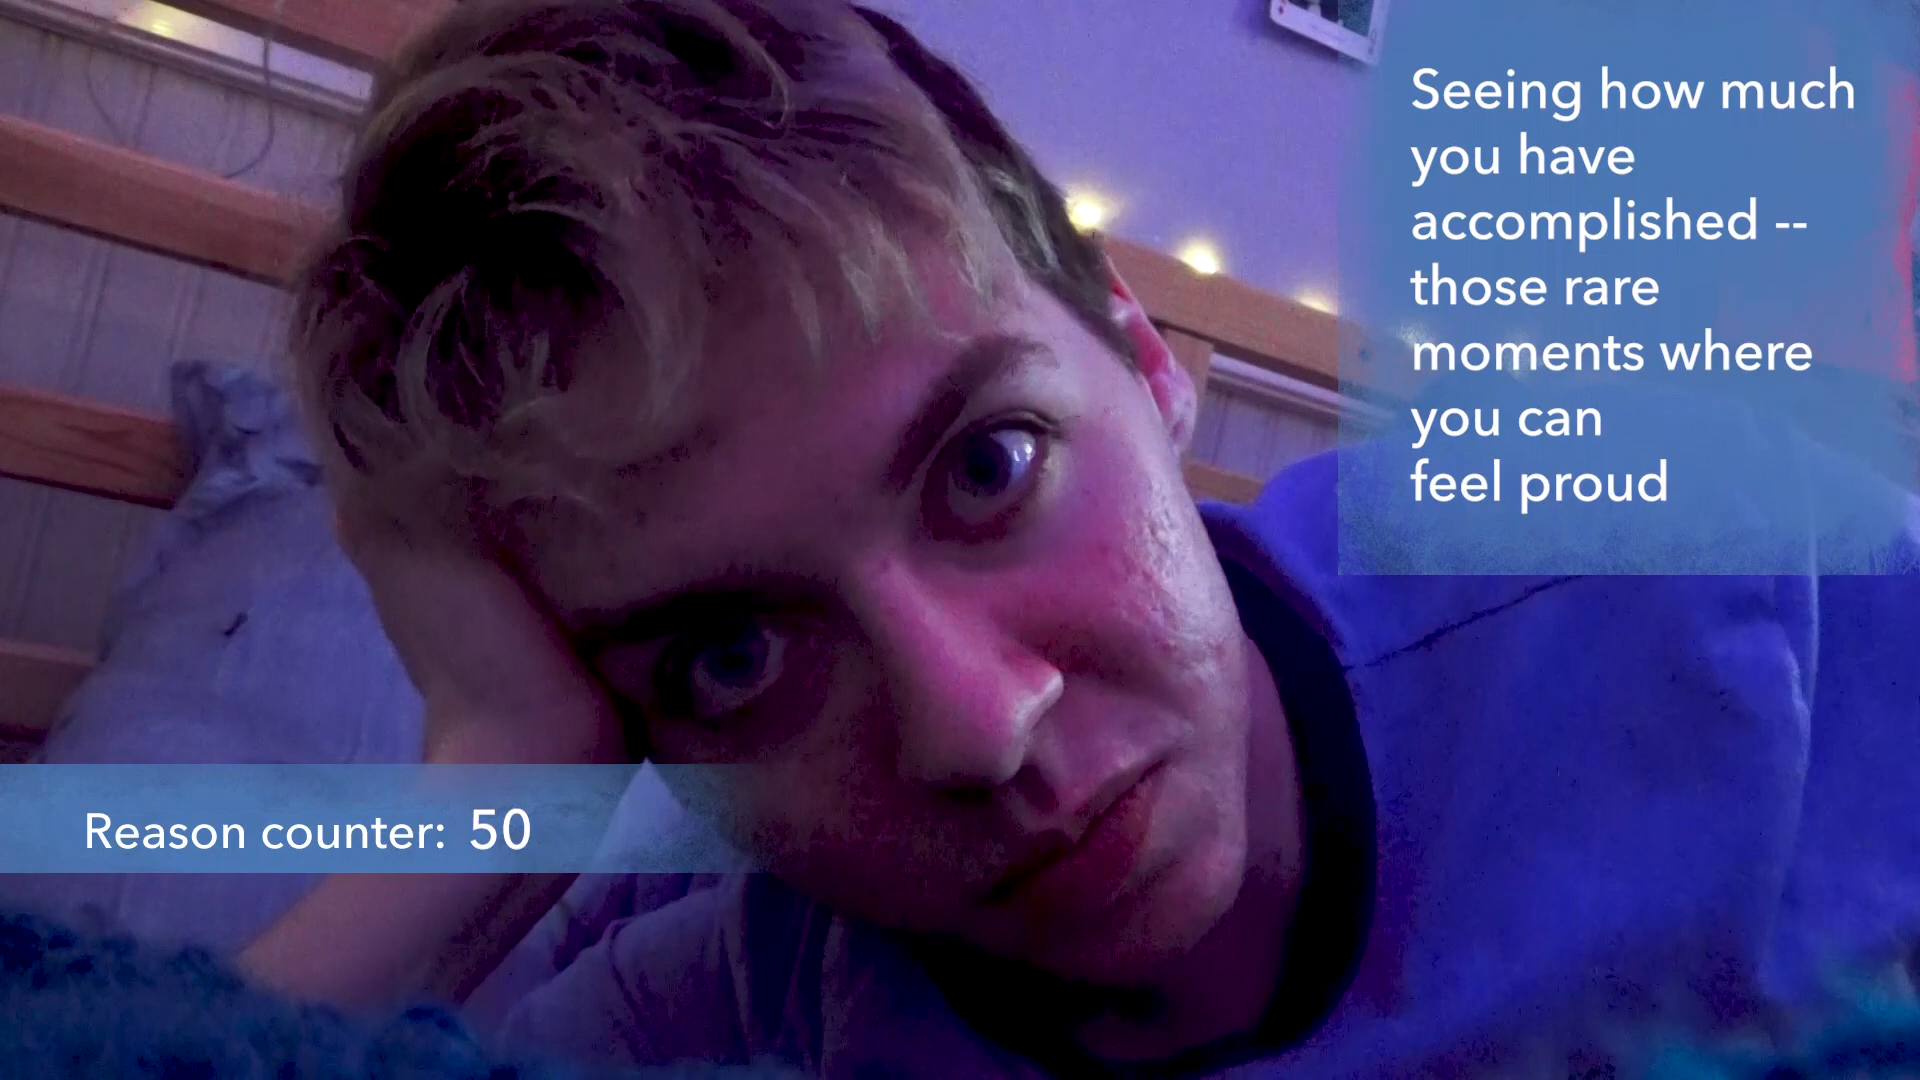 Seeing how much
you have
accomplished --
those rare
moments where
you can
feel proud
Reason counter: 50